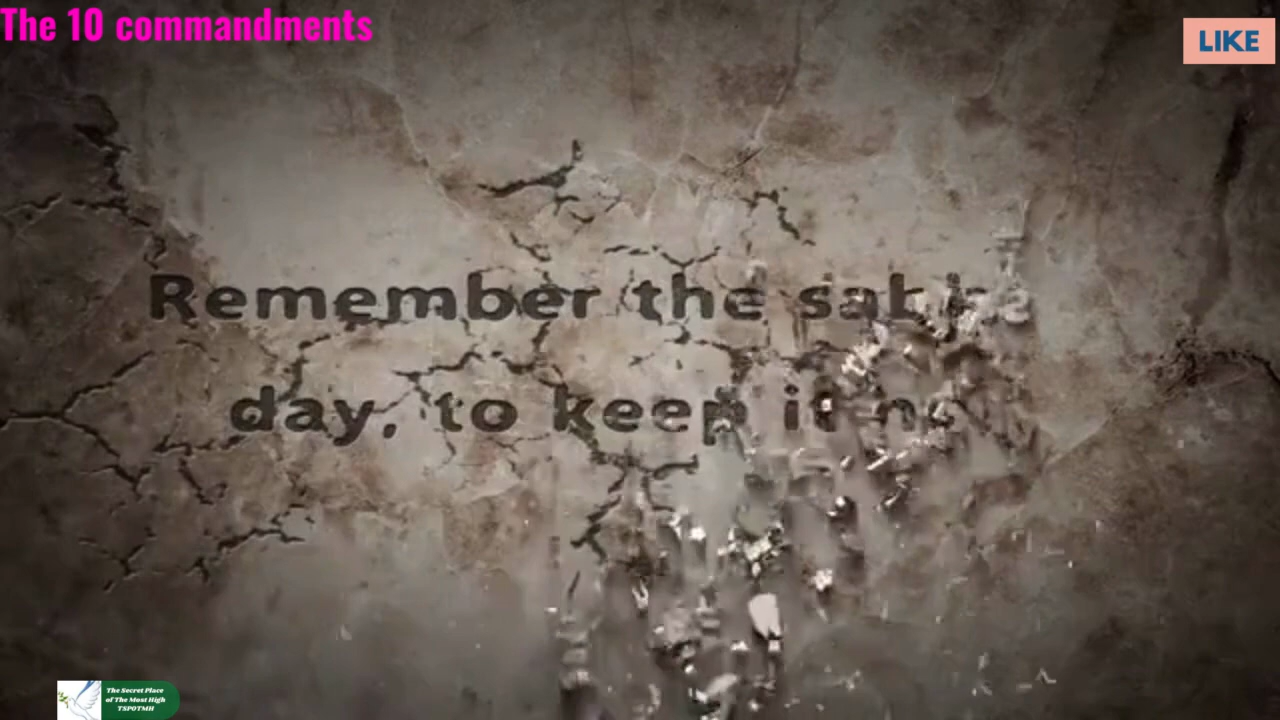 The 10 commandments
LIKE
Remember the
day, to keep it
The Secret Place
of The Most High
TSPOTMH